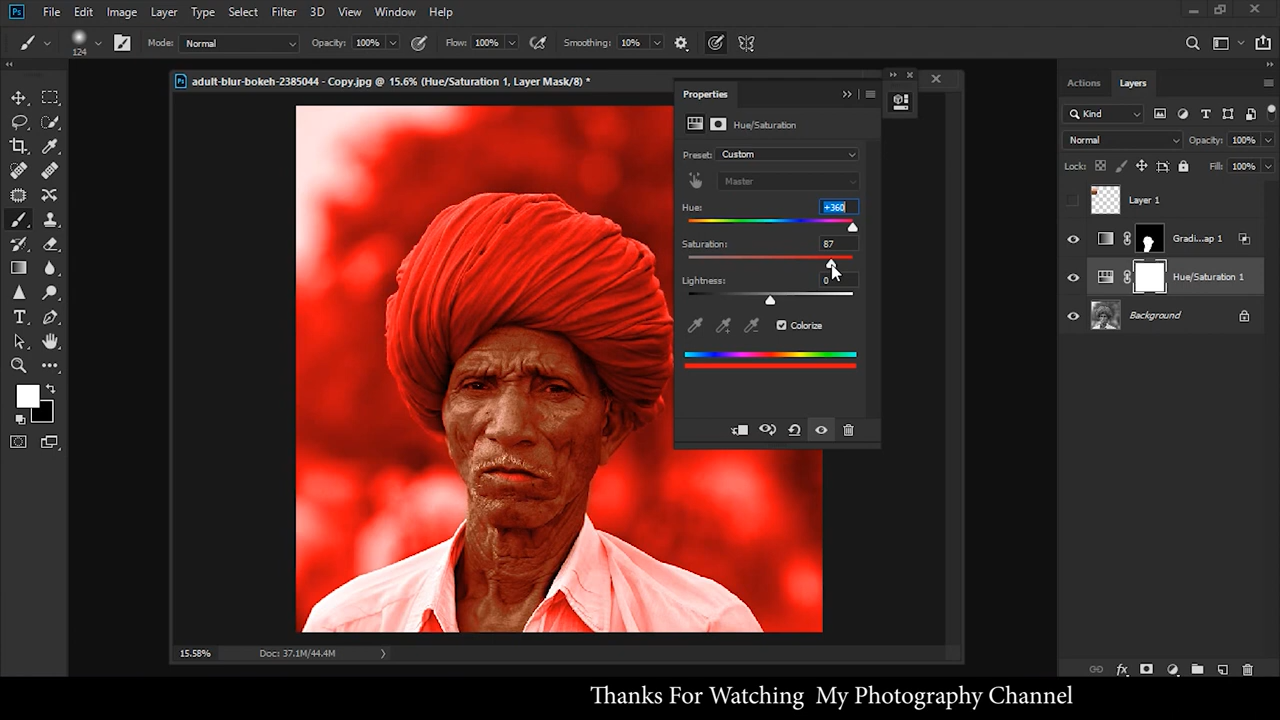 Ps File Edit Image Layer Type Select Filter 3D View Window Help
124 Mode: Normal Opacity: 100% Flow: 100% Smoothing: 10%
Ps adult-blur-bokeh-2385044 - Copy.jpg @ 15.6% (Hue/Saturation 1, Layer Mask/8) *
Properties
Hue/Saturation
Preset: Custom
Master
Hue: +360
Saturation: 87
Lightness: 0
Colorize
Actions Layers
Kind
Normal Opacity: 100%
Lock: Fill: 100%
Layer 1
Gradi...ap 1
Hue/Saturation 1
Background
15.58% Doc: 37.1M/44.4M
fx
Thanks For Watching My Photography Channel